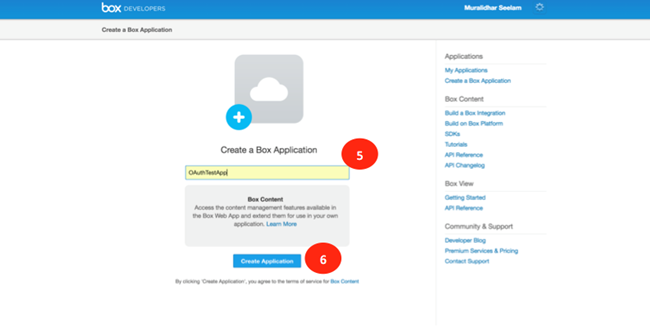 box DEVELOPERS
Muralidhar Seelam
Create a Box Application
Create a Box Application
5
OAuthTestApp
Box Content
Access the content management features available in
the Box Web App and extend them for use in your own
application. Learn More
Create Application
6
By clicking 'Create Application', you agree to the terms of service for Box Content
Applications
My Applications
Create a Box Application
Box Content
Build a Box Integration
Build on Box Platform
SDKs
Tutorials
API Reference
API Changelog
Box View
Getting Started
API Reference
Community & Support
Developer Blog
Premium Services & Pricing
Contact Support